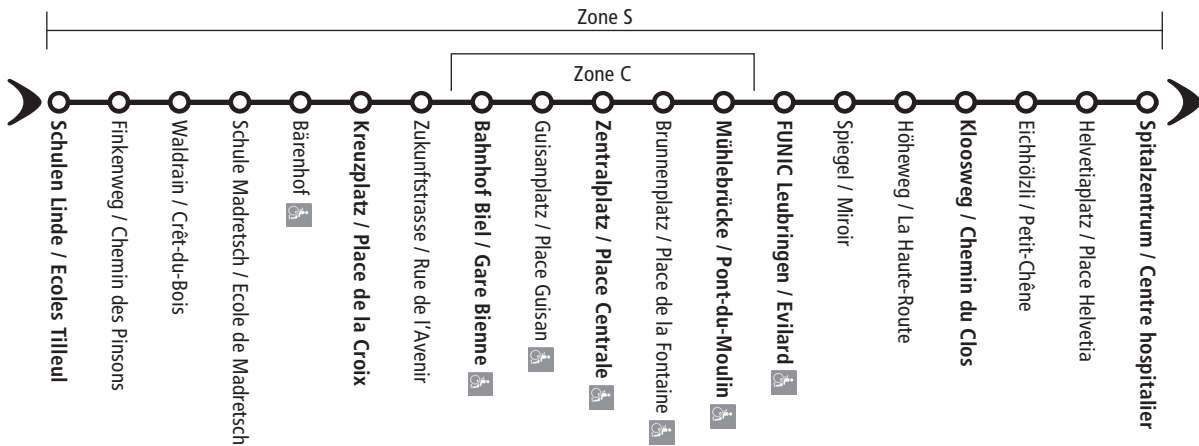 Zone S
Zone C
Schulen Linde / Ecoles Tilleul
Finkenweg / Chemin des Pinsons
Waldrain / Crêt-du-Bois
Schule Madretsch / Ecole de Madretsch
Bärenhof
Kreuzplatz / Place de la Croix
Zukunftstrasse / Rue de l'Avenir
Bahnhof Biel / Gare Bienne
Guisanplatz / Place Guisan
Zentralplatz / Place Centrale
Brunnenplatz / Place de la Fontaine
Mühlebrücke / Pont-du-Moulin
FUNIC Leubringen / Evilard
Spiegel / Miroir
Höheweg / La Haute-Route
Kloosweg / Chemin du Clos
Eichhölzli / Petit-Chêne
Helvetiaplatz / Place Helvetia
Spitalzentrum / Centre hospitalier